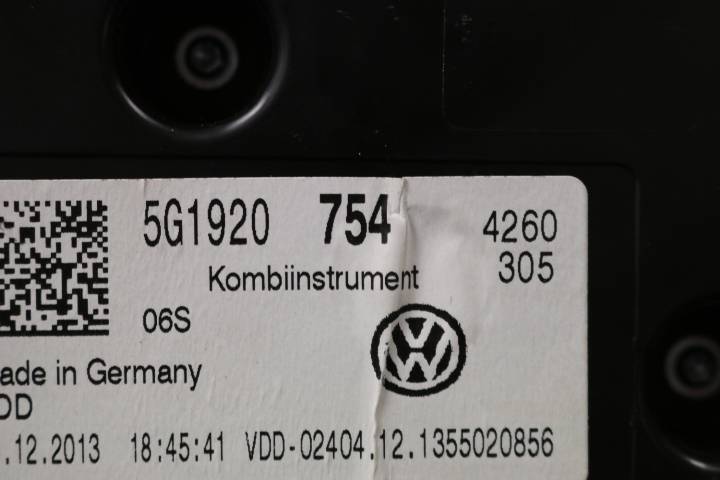 5G1920 754 4260
Kombiinstrument 305
06S
ade in Germany
DD
.12.2013 18:45:41 VDD-02404.12.1355020856